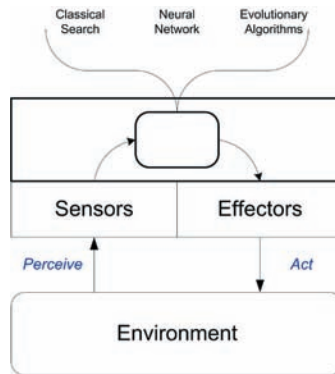 Classical Search
Neural Network
Evolutionary Algorithms
Sensors
Effectors
Perceive
Act
Environment